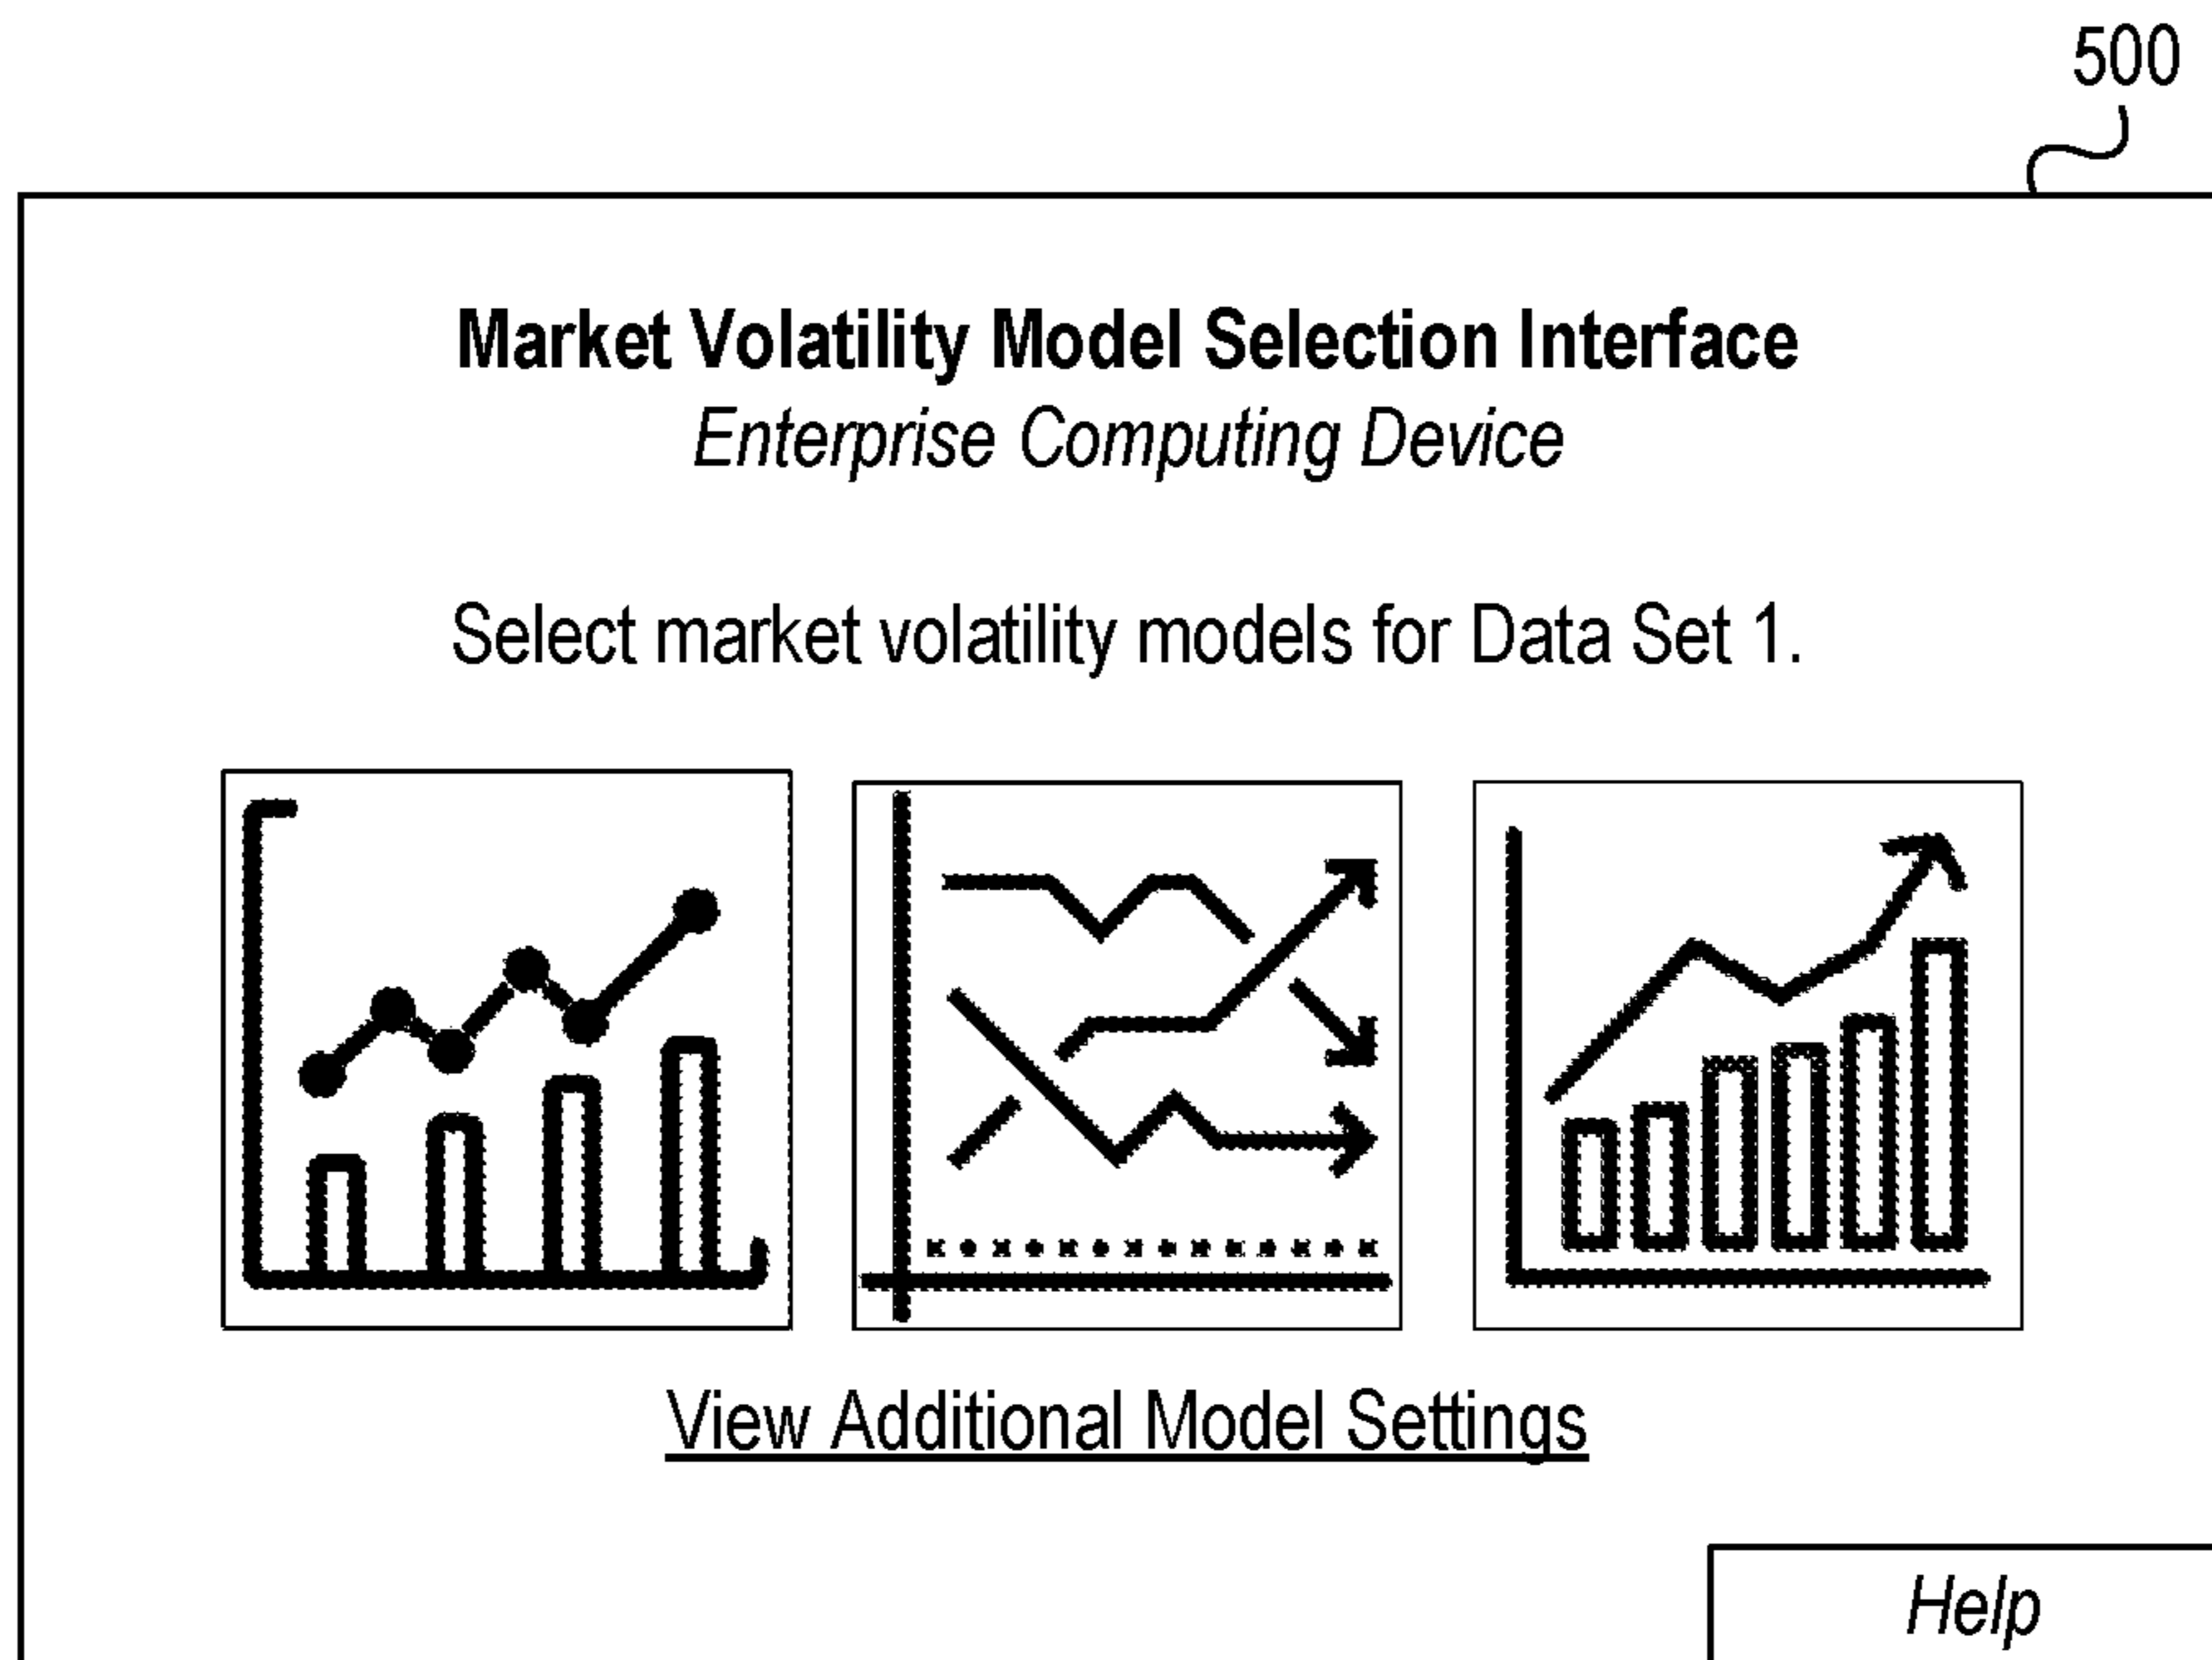 500
Market Volatility Model Selection Interface
Enterprise Computing Device
Select market volatility models for Data Set 1.
View Additional Model Settings
Help